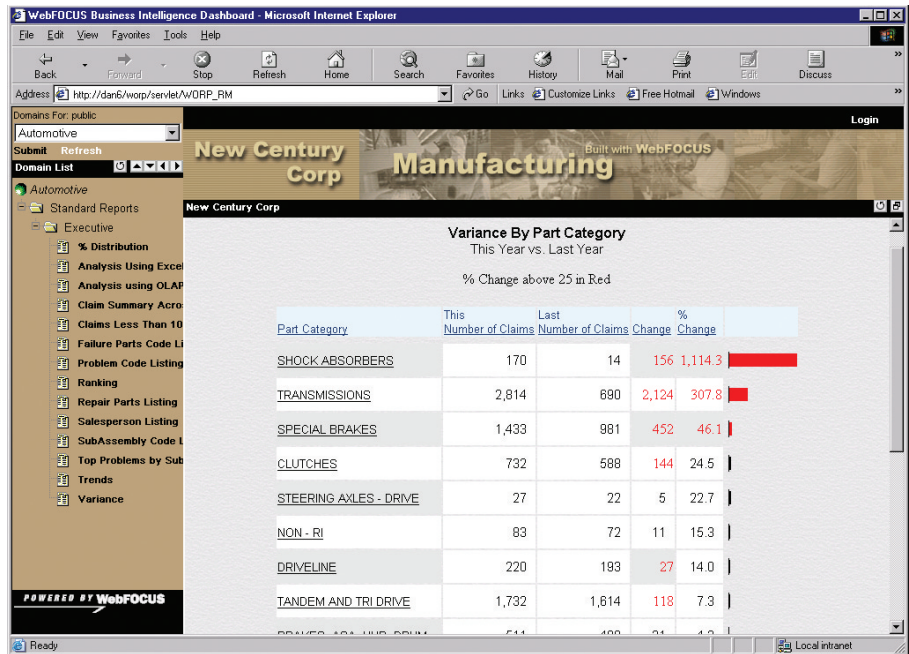 WebFOCUS Business Intelligence Dashboard - Microsoft Internet Explorer
File Edit View Favorites Tools Help
Back Forward Stop Refresh Home Search Favorites History Mail Print Edit Discuss
Address http://dan6/worp/servlet/WORP_RM Go Links Customize Links Free Hotmail Windows
Domains For: public
Automotive
Submit Refresh
Domain List
Automotive
Standard Reports
Executive
% Distribution
Analysis Using Excel
Analysis using OLAP
Claim Summary Acro
Claims Less Than 10
Failure Parts Code Li
Problem Code Listing
Ranking
Repair Parts Listing
Salesperson Listing
SubAssembly Code L
Top Problems by Sub
Trends
Variance
POWERED BY WebFOCUS
Login
New Century Corp
Manufacturing
Built with WebFOCUS
New Century Corp
Variance By Part Category
This Year vs. Last Year
% Change above 25 in Red
This Last %
Part Category Number of Claims Number of Claims Change Change
SHOCK ABSORBERS 170 14 156 1,114.3
TRANSMISSIONS 2,814 690 2,124 307.8
SPECIAL BRAKES 1,433 981 452 46.1
CLUTCHES 732 588 144 24.5
STEERING AXLES - DRIVE 27 22 5 22.7
NON - RI 83 72 11 15.3
DRIVELINE 220 193 27 14.0
TANDEM AND TRI DRIVE 1,732 1,614 118 7.3
Ready Local intranet